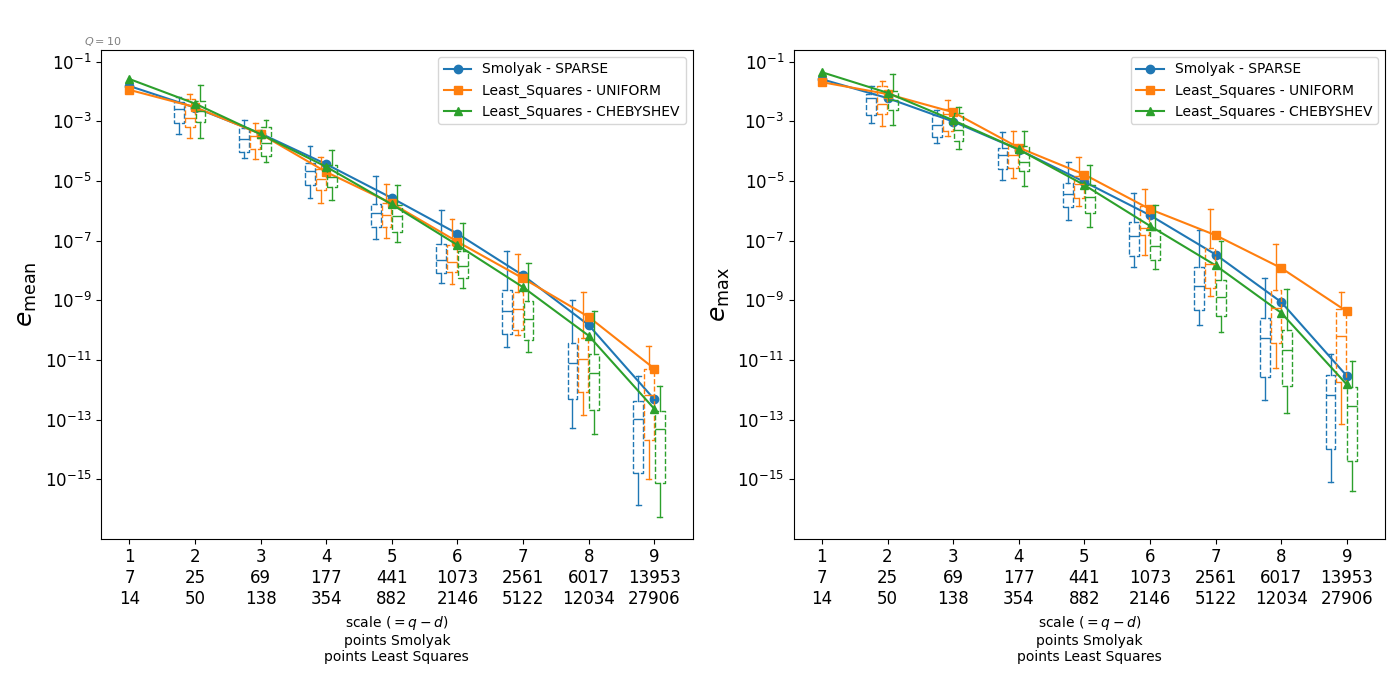 Q = 10
10⁻¹
10⁻³
10⁻⁵
10⁻⁷
10⁻⁹
10⁻¹¹
10⁻¹³
10⁻¹⁵
e_mean
Smolyak - SPARSE
Least_Squares - UNIFORM
Least_Squares - CHEBYSHEV
1 2 3 4 5 6 7 8 9
7 25 69 177 441 1073 2561 6017 13953
14 50 138 354 882 2146 5122 12034 27906
scale (= q − d)
points Smolyak
points Least Squares
10⁻¹
10⁻³
10⁻⁵
10⁻⁷
10⁻⁹
10⁻¹¹
10⁻¹³
10⁻¹⁵
e_max
Smolyak - SPARSE
Least_Squares - UNIFORM
Least_Squares - CHEBYSHEV
1 2 3 4 5 6 7 8 9
7 25 69 177 441 1073 2561 6017 13953
14 50 138 354 882 2146 5122 12034 27906
scale (= q − d)
points Smolyak
points Least Squares